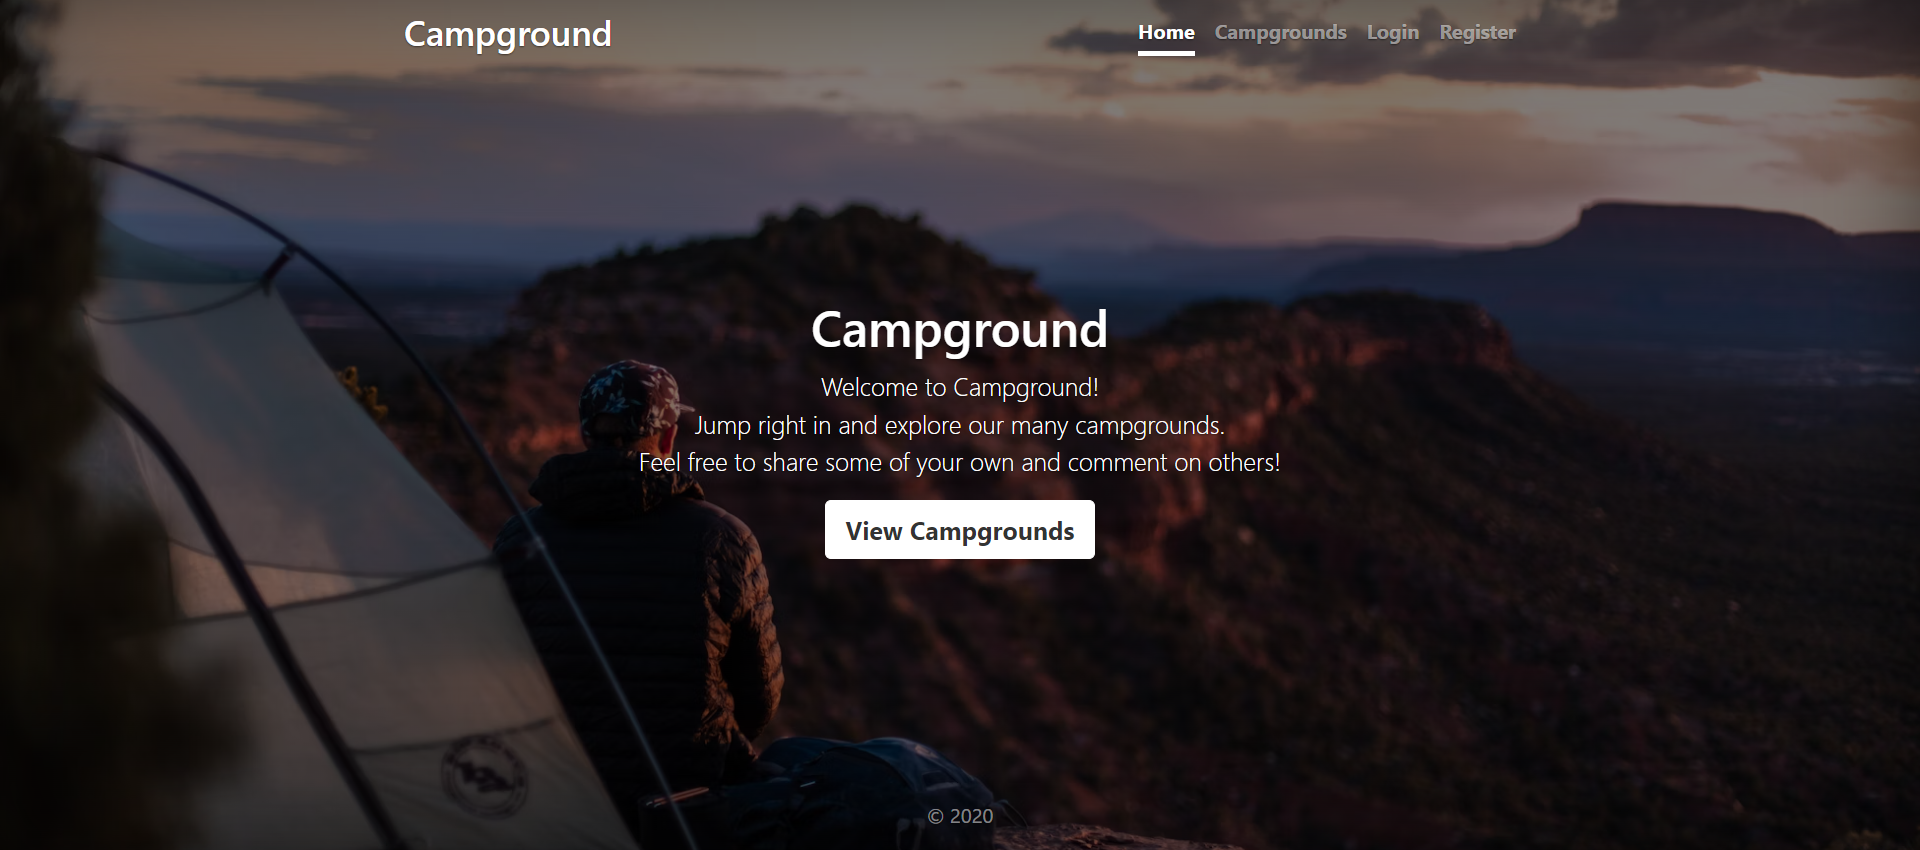 Campground
Home Campgrounds Login Register
Campground
Welcome to Campground!
Jump right in and explore our many campgrounds.
Feel free to share some of your own and comment on others!
View Campgrounds
© 2020